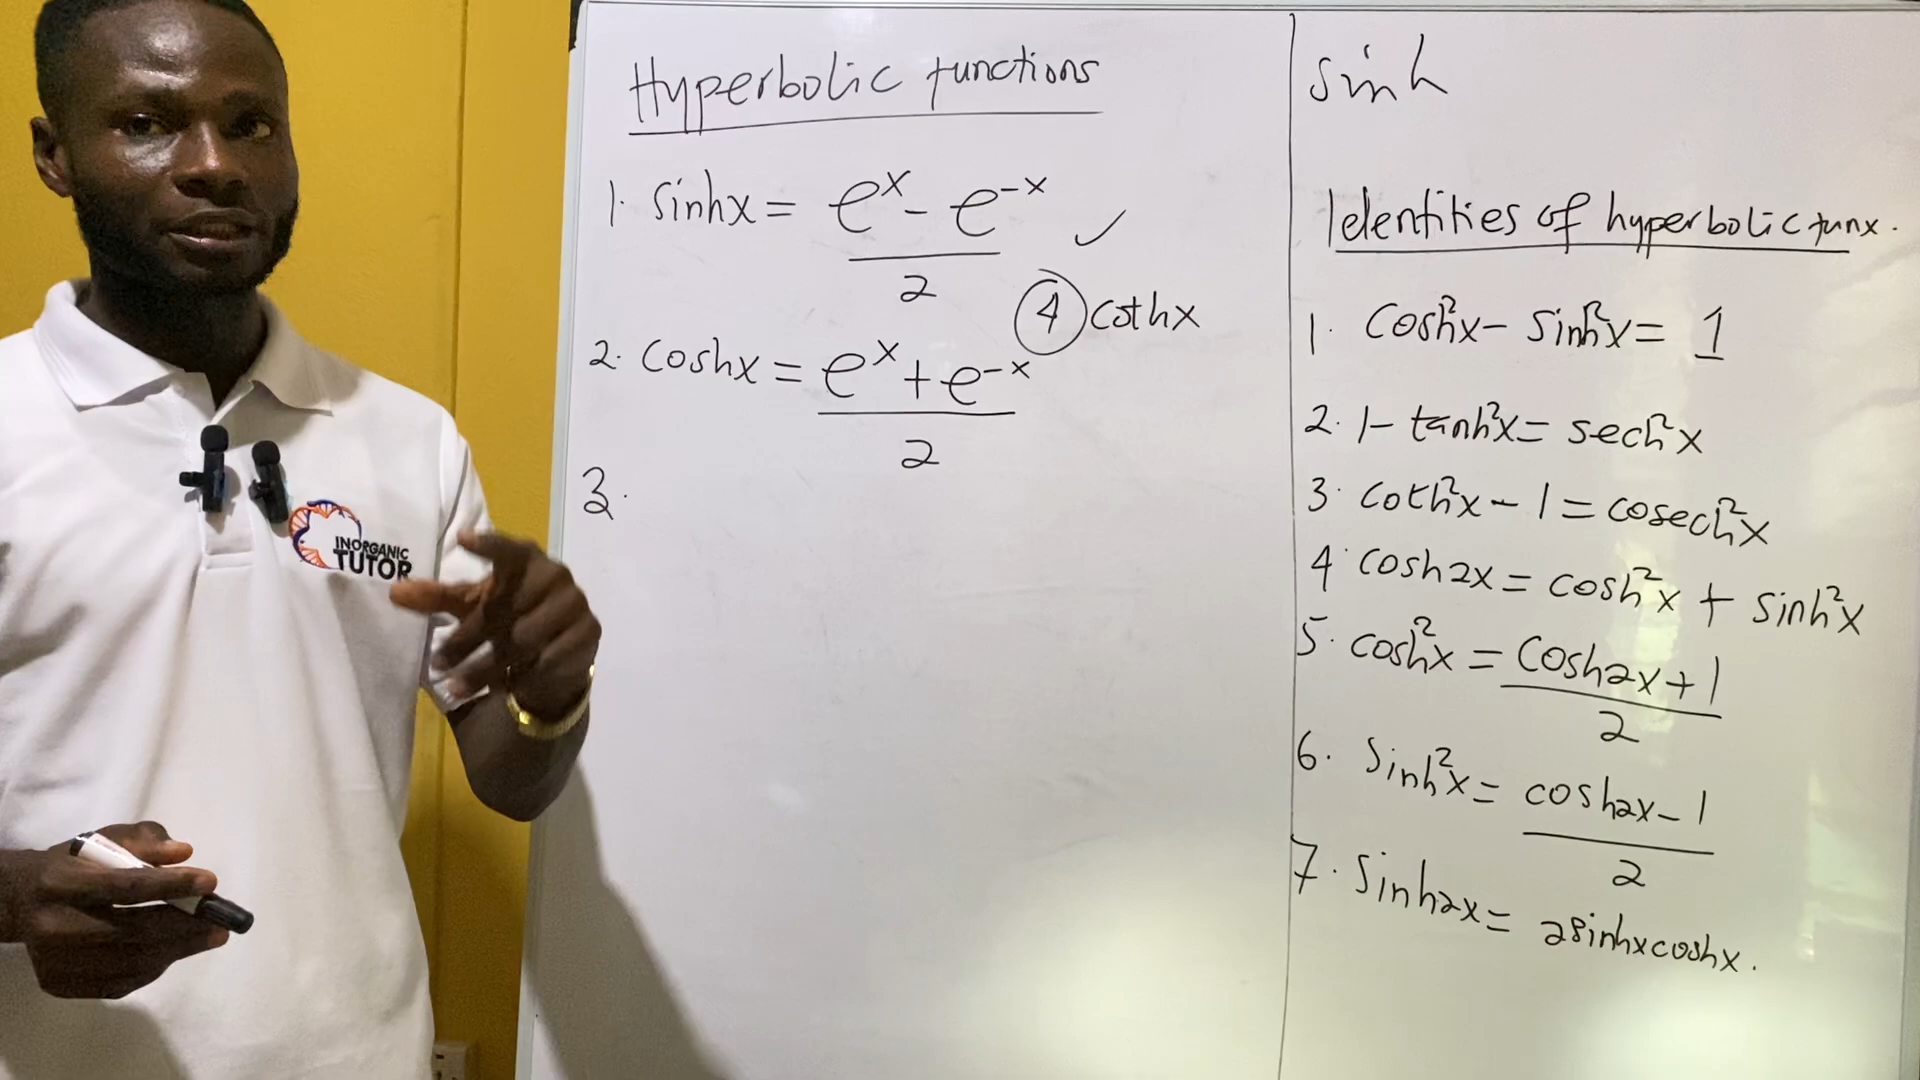 Hyperbolic functions
1. sinhx = e^x - e^-x / 2 ✓
④ cothx
2. coshx = e^x + e^-x / 2
3.
sinh
Identities of hyperbolic funx.
1. cosh²x - sinh²x = 1
2. 1 - tanh²x = sech²x
3. coth²x - 1 = cosech²x
4 cosh2x = cosh²x + sinh²x
5. cosh²x = cosh2x + 1 / 2
6. sinh²x = cosh2x - 1 / 2
7. sinh2x = 2sinhxcoshx.
INORGANIC
TUTOR